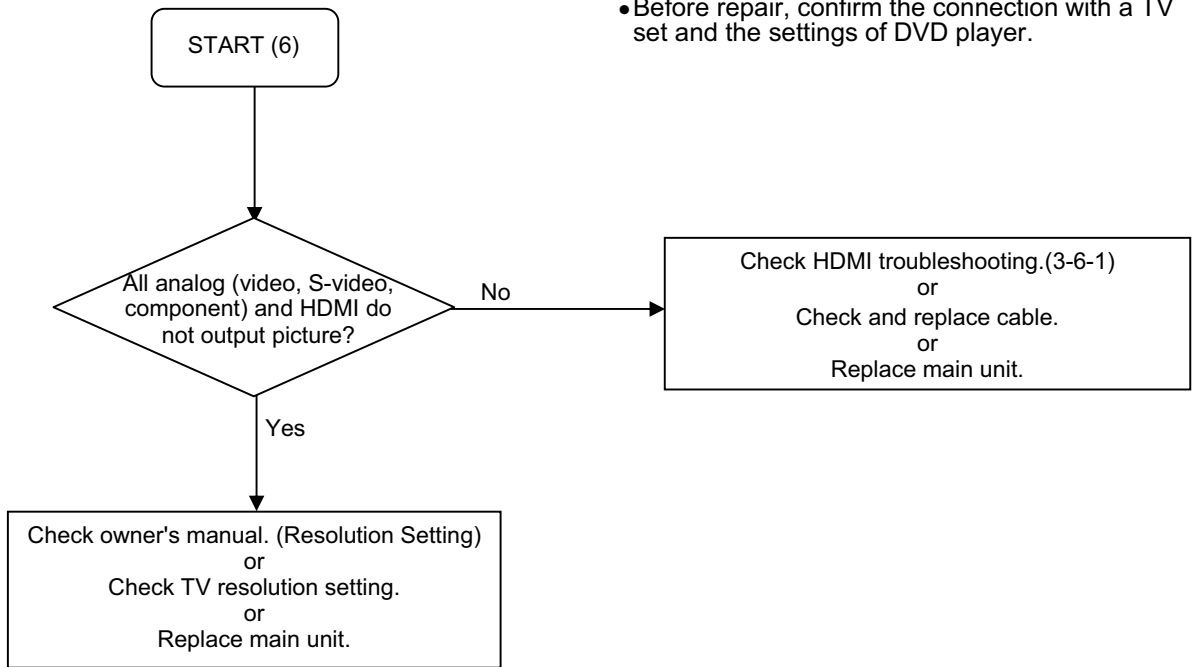 •Before repair, confirm the connection with a TV
set and the settings of DVD player.
START (6)
All analog (video, S-video,
component) and HDMI do
not output picture?
No
Check HDMI troubleshooting.(3-6-1)
or
Check and replace cable.
or
Replace main unit.
Yes
Check owner's manual. (Resolution Setting)
or
Check TV resolution setting.
or
Replace main unit.